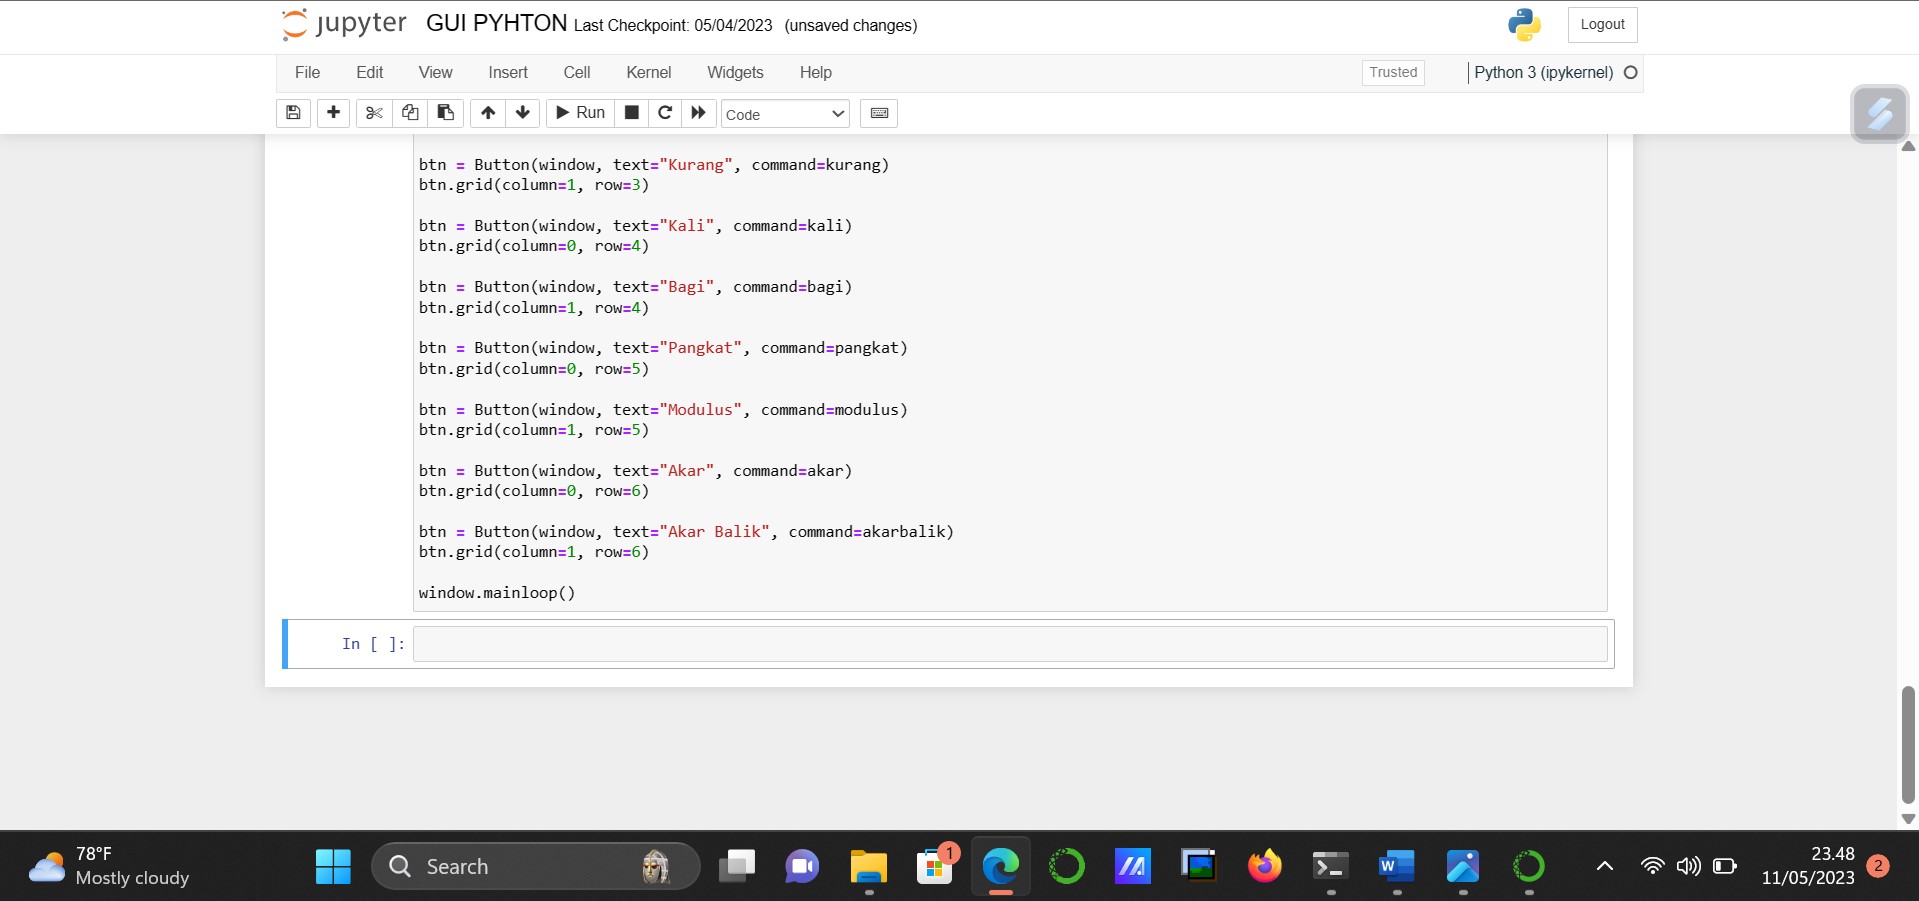 jupyter GUI PYHTON Last Checkpoint: 05/04/2023 (unsaved changes) Logout
File Edit View Insert Cell Kernel Widgets Help Trusted Python 3 (ipykernel)
Run Code
btn = Button(window, text="Kurang", command=kurang)
btn.grid(column=1, row=3)
btn = Button(window, text="Kali", command=kali)
btn.grid(column=0, row=4)
btn = Button(window, text="Bagi", command=bagi)
btn.grid(column=1, row=4)
btn = Button(window, text="Pangkat", command=pangkat)
btn.grid(column=0, row=5)
btn = Button(window, text="Modulus", command=modulus)
btn.grid(column=1, row=5)
btn = Button(window, text="Akar", command=akar)
btn.grid(column=0, row=6)
btn = Button(window, text="Akar Balik", command=akarbalik)
btn.grid(column=1, row=6)
window.mainloop()
In [ ]:
78°F
Mostly cloudy
Search
1
W
23.48
11/05/2023
2